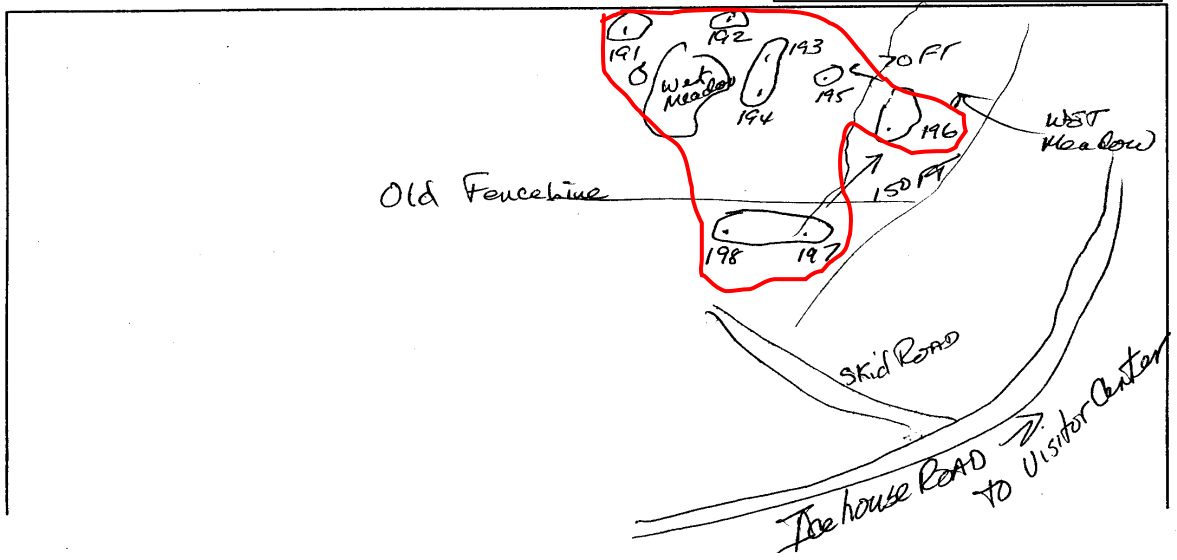 191
192
193
70 FT
Wet
Meadow
195
194
196
WEST
Meadow
150 FT.
Old Fenceline
198
197
Skid ROAD
Icehouse ROAD
TO Visitor Center